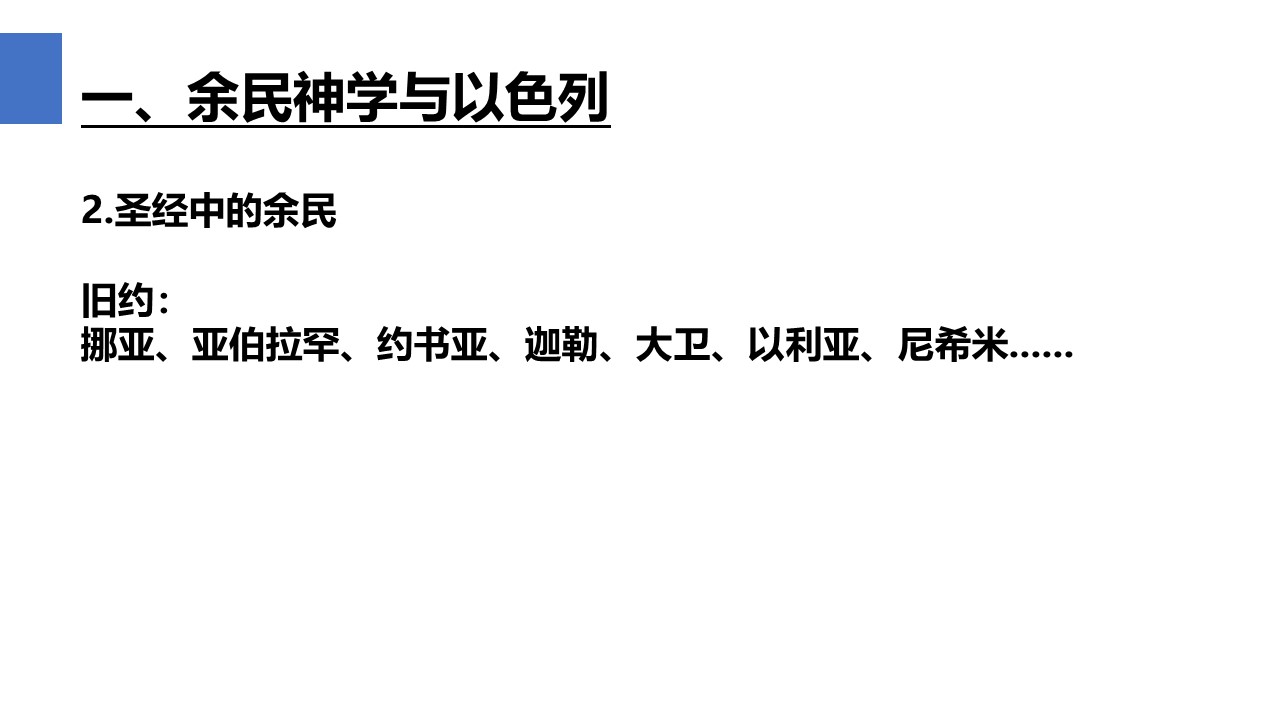 一、余民神学与以色列
2.圣经中的余民
旧约：
挪亚、亚伯拉罕、约书亚、迦勒、大卫、以利亚、尼希米……